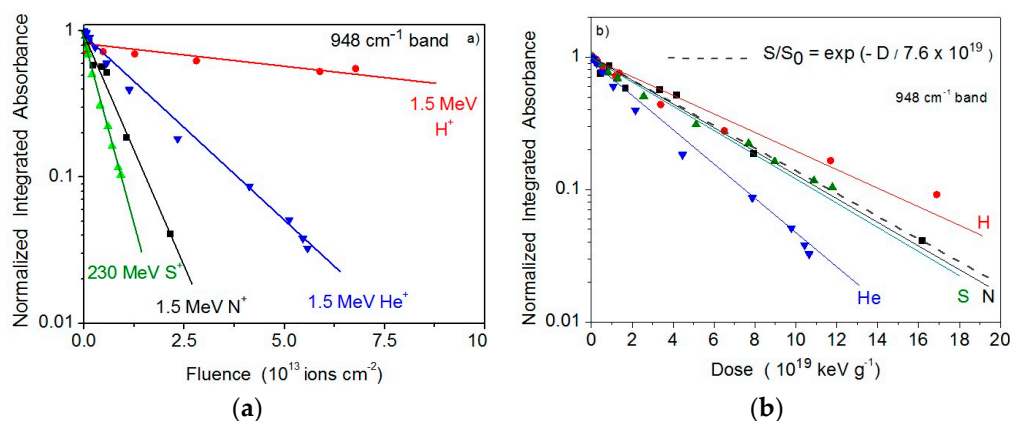 1
0.1
0.01
Normalized Integrated Absorbance
948 cm⁻¹ band
a)
1.5 MeV
H⁺
230 MeV S⁺
1.5 MeV N⁺
1.5 MeV He⁺
0
2.5
5
7.5
10
Fluence (10¹³ ions cm⁻²)
(a)
b)
S/S₀ = exp (- D / 7.6 x 10¹⁹)
948 cm⁻¹ band
1
0.1
0.01
Normalized Integrated Absorbance
H
He
S
N
0 2 4 6 8 10 12 14 16 18 20
Dose ( 10¹⁹ keV g⁻¹)
(b)